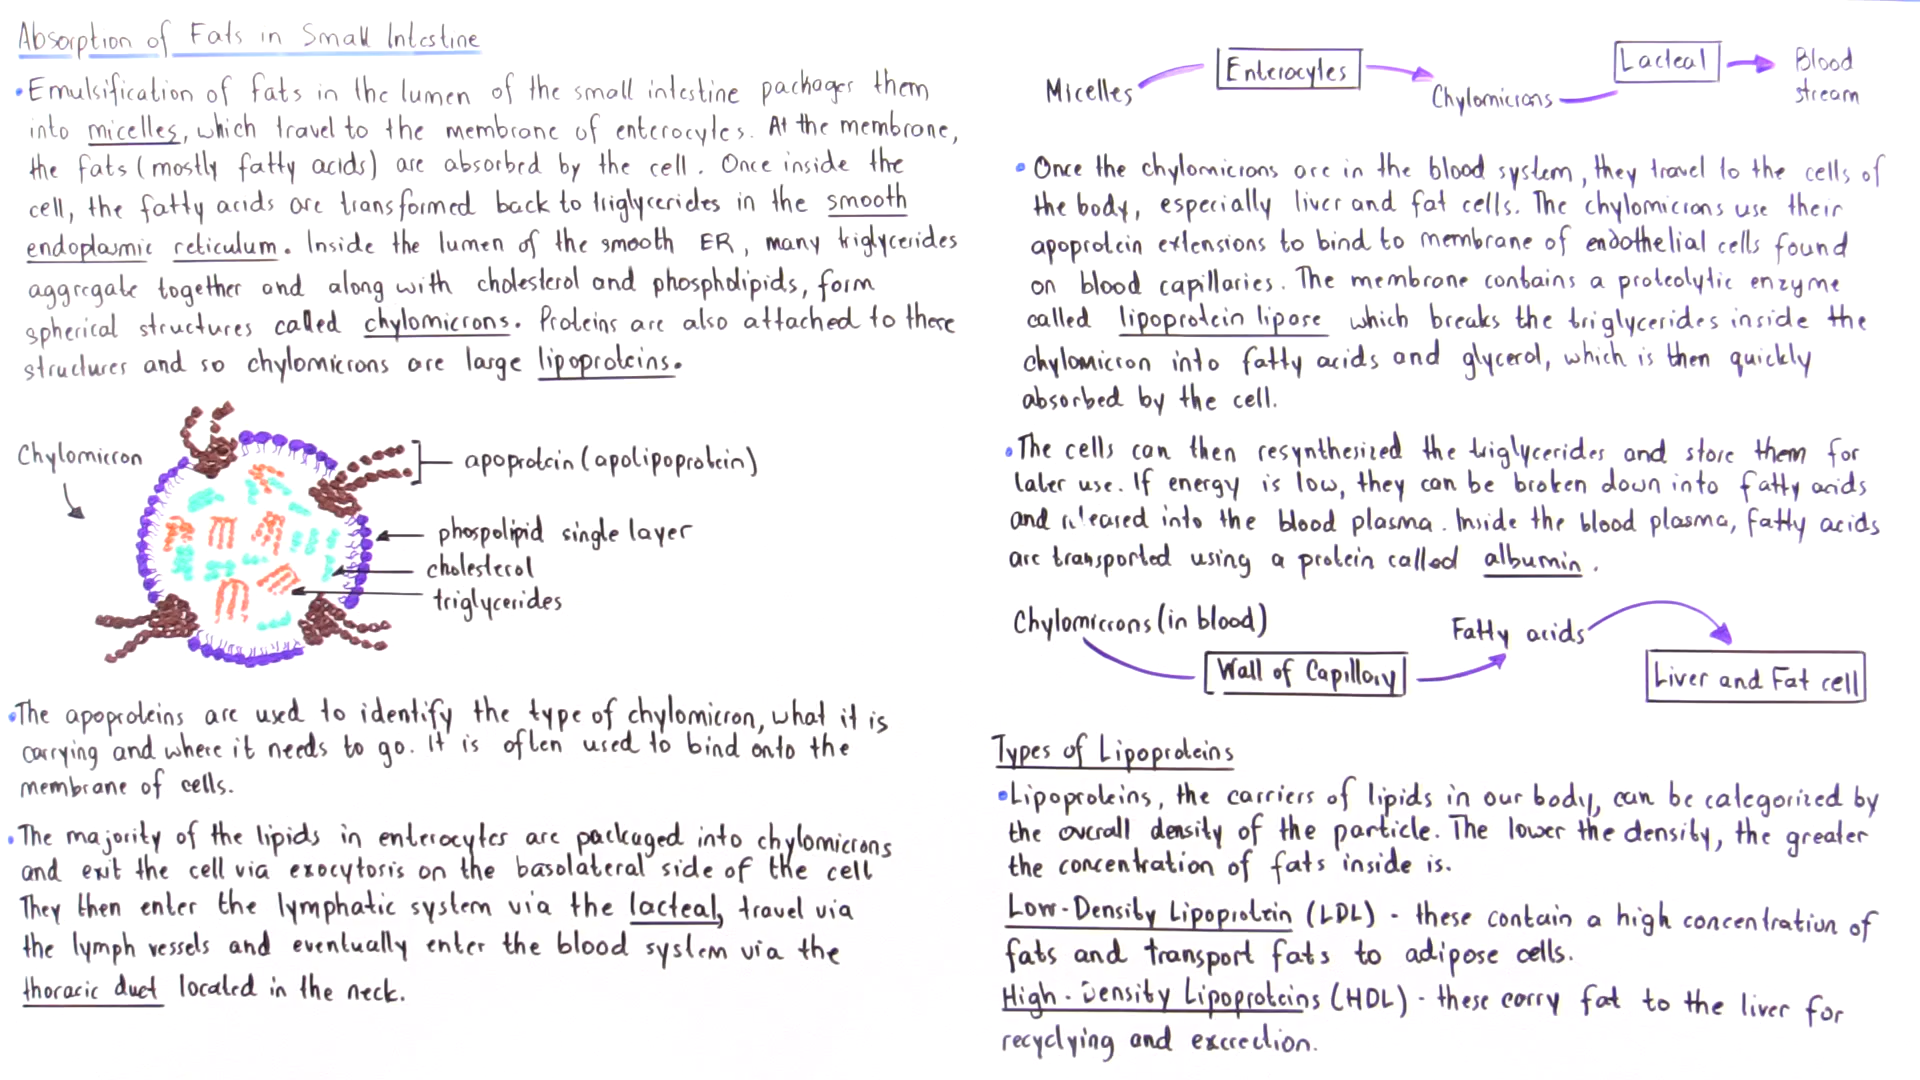 Absorption of Fats in Small Intestine
• Emulsification of fats in the lumen of the small intestine packages them
into micelles, which travel to the membrane of enterocytes. At the membrane,
the fats (mostly fatty acids) are absorbed by the cell. Once inside the
cell, the fatty acids are transformed back to triglycerides in the smooth
endoplasmic reticulum. Inside the lumen of the smooth ER, many triglycerides
aggregate together and along with cholesterol and phospholipids, form
spherical structures called chylomicrons. Proteins are also attached to these
structures and so chylomicrons are large lipoproteins.
Chylomicron
apoprotein (apolipoprotein)
phospolipid single layer
cholesterol
triglycerides
• The apoproteins are used to identify the type of chylomicron, what it is
carrying and where it needs to go. It is often used to bind onto the
membrane of cells.
• The majority of the lipids in enterocytes are packaged into chylomicrons
and exit the cell via exocytosis on the basolateral side of the cell
They then enter the lymphatic system via the lacteal, travel via
the lymph vessels and eventually enter the blood system via the
thoracic duct located in the neck.
Micelles
Enterocytes
Chylomicrons
Lacteal
Blood
stream
• Once the chylomicrons are in the blood system, they travel to the cells of
the body, especially liver and fat cells. The chylomicrons use their
apoprotein extensions to bind to membrane of endothelial cells found
on blood capillaries. The membrane contains a proteolytic enzyme
called lipoprotein lipase which breaks the triglycerides inside the
chylomicron into fatty acids and glycerol, which is then quickly
absorbed by the cell.
• The cells can then resynthesized the triglycerides and store them for
later use. If energy is low, they can be broken down into fatty acids
and released into the blood plasma. Inside the blood plasma, fatty acids
are transported using a protein called albumin.
Chylomicrons (in blood)
Wall of Capillary
Fatty acids
Liver and Fat cell
Types of Lipoproteins
• Lipoproteins, the carriers of lipids in our body, can be categorized by
the overall density of the particle. The lower the density, the greater
the concentration of fats inside is.
Low-Density Lipoprotein (LDL) - these contain a high concentration of
fats and transport fats to adipose cells.
High-Density Lipoproteins (HDL) - these carry fat to the liver for
recyclying and excretion.